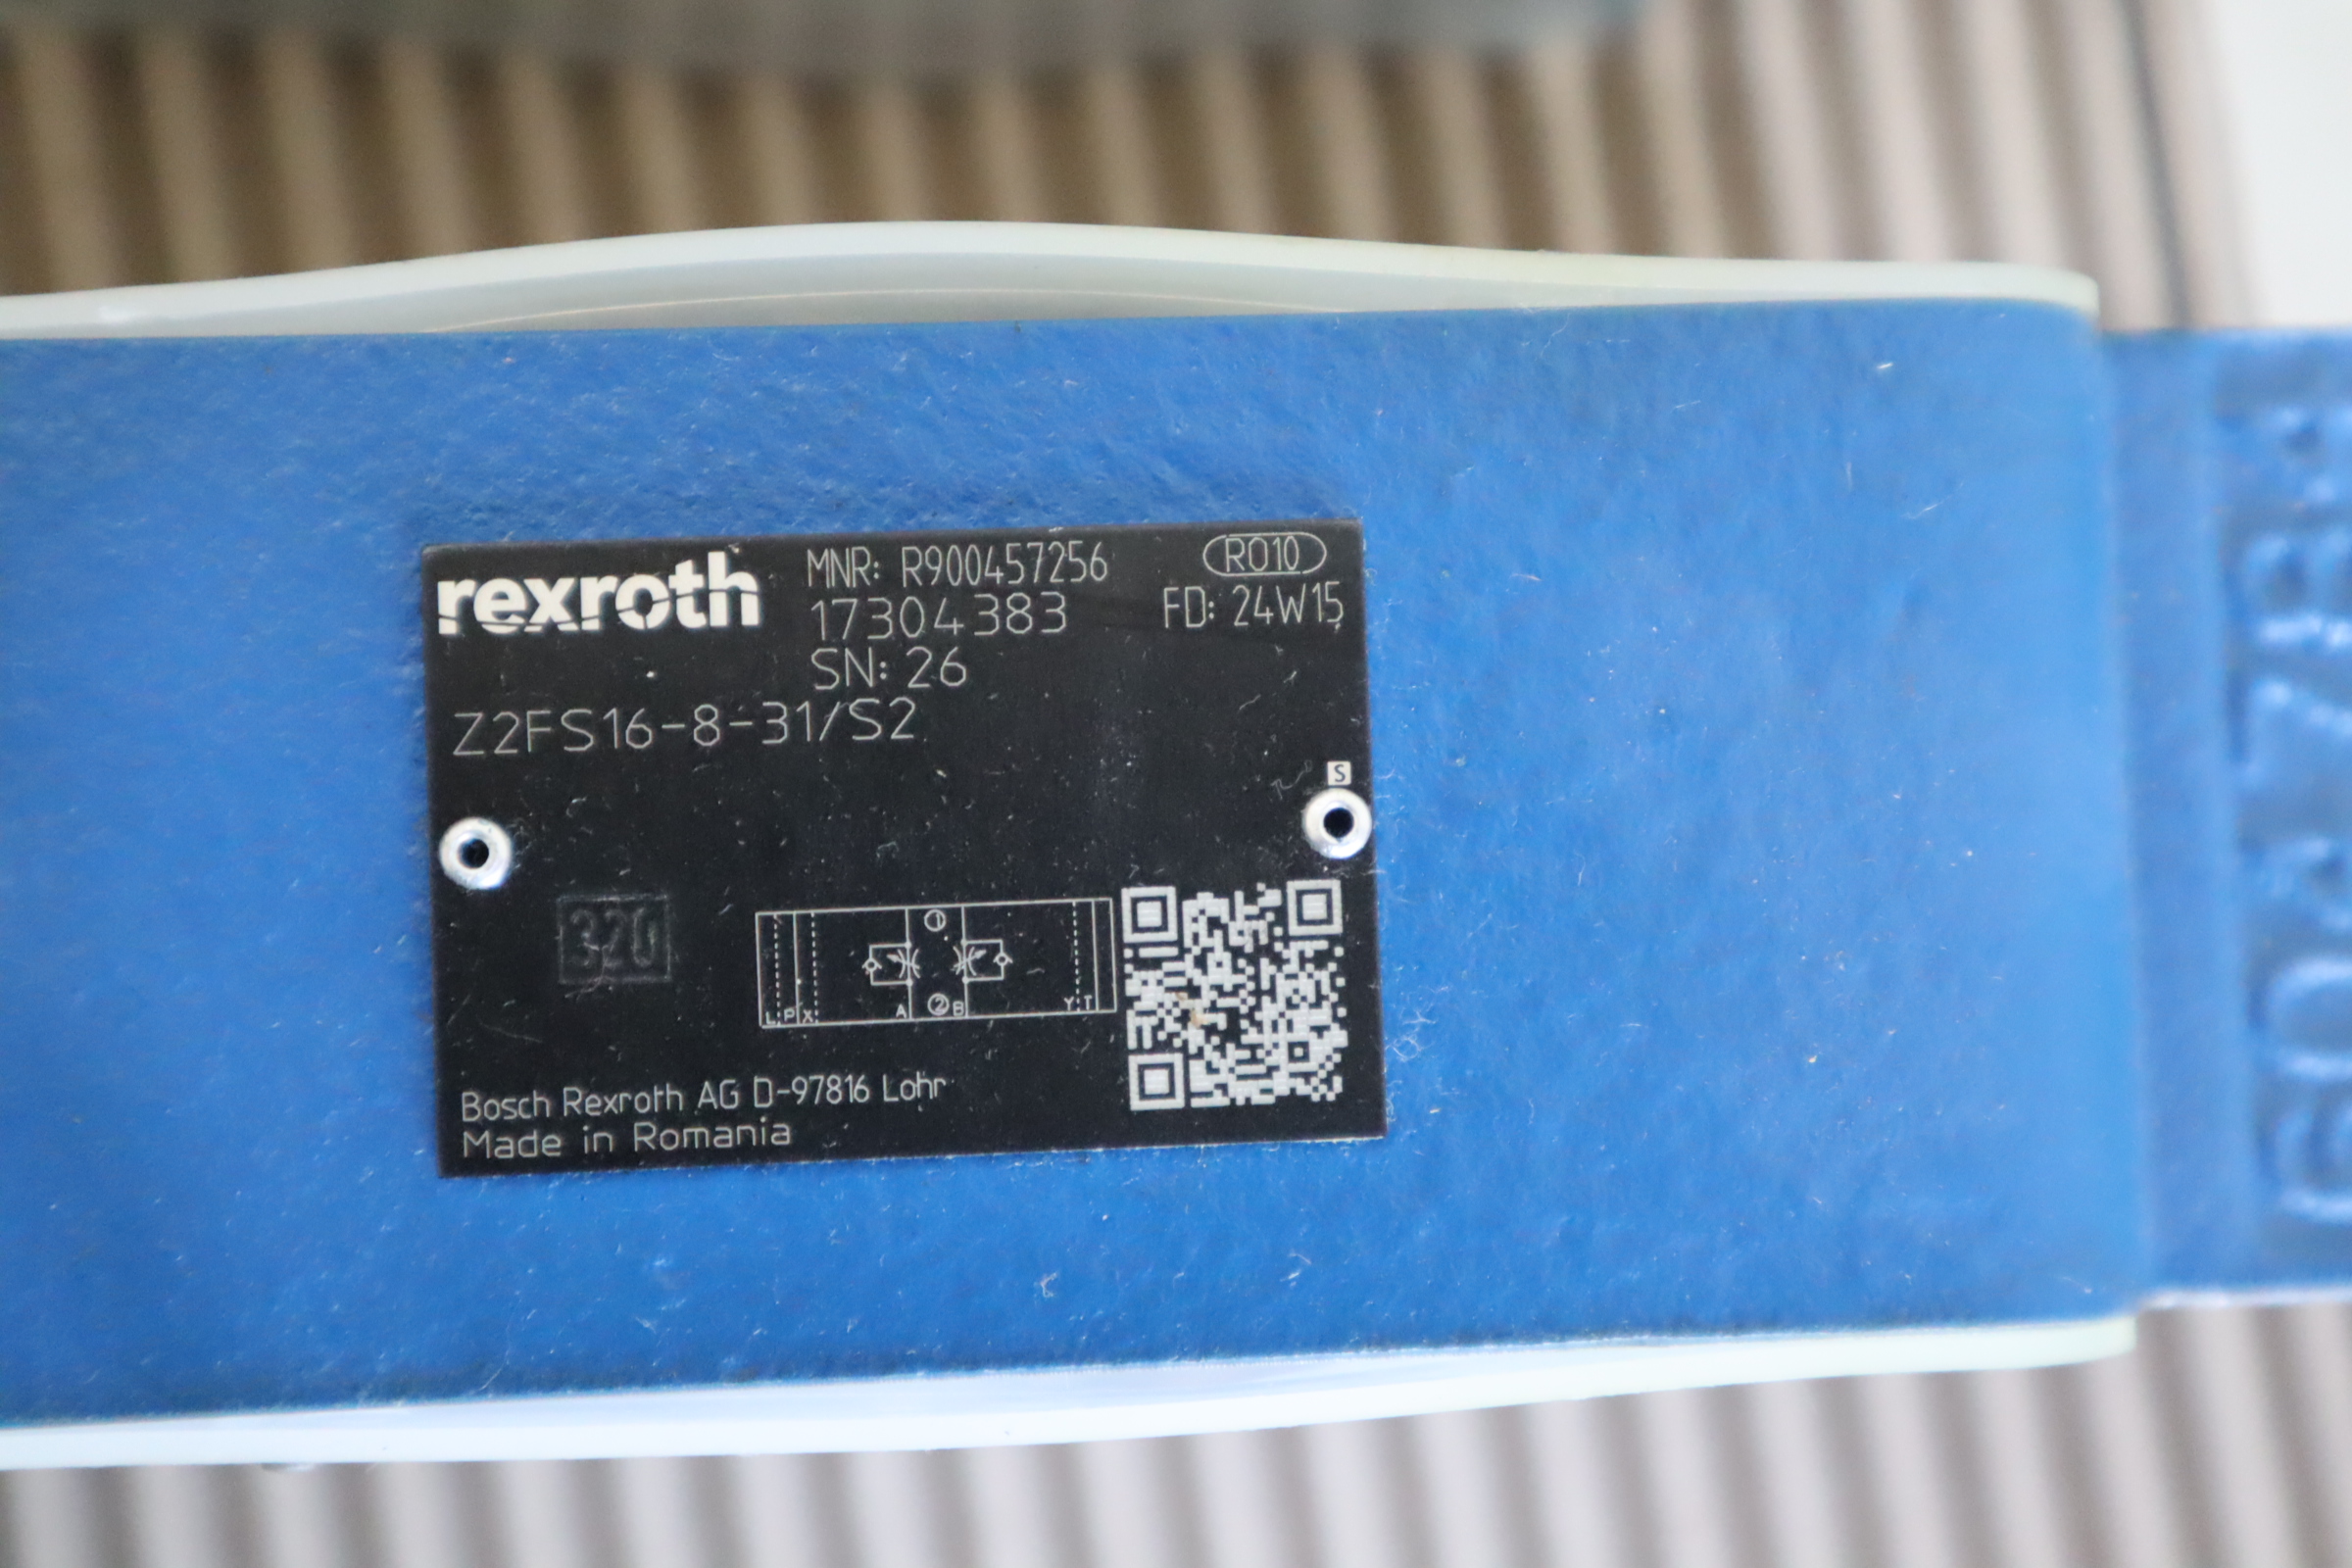 rexroth
MNR: R900457256
RO10
17304383
FD: 24W15
SN: 26
Z2FS16-8-31/S2
S
320
1
L P X A 2 B Y T
Bosch Rexroth AG D-97816 Lohr
Made in Romania